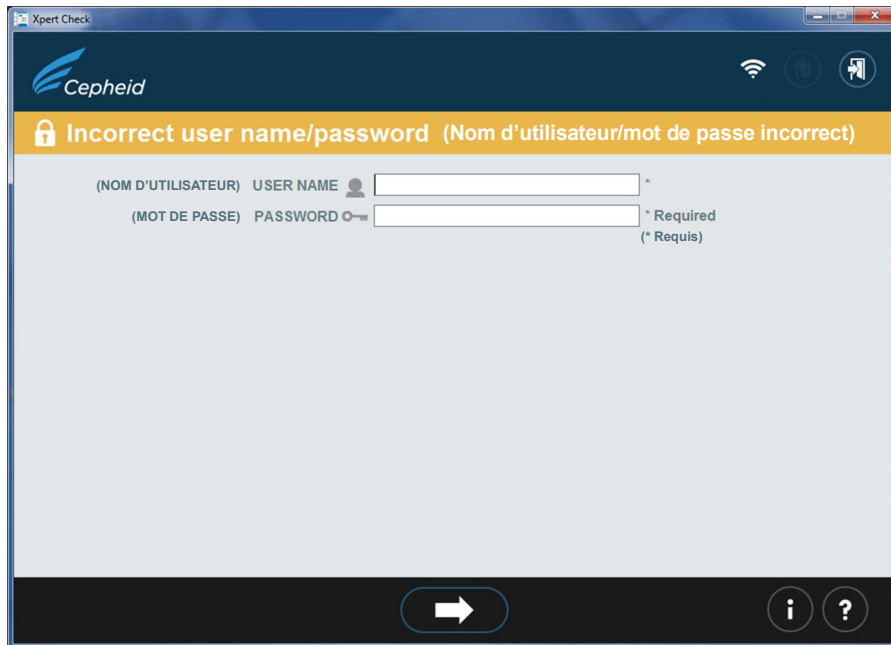 Xpert Check
Cepheid
Incorrect user name/password (Nom d’utilisateur/mot de passe incorrect)
(NOM D’UTILISATEUR) USER NAME *
(MOT DE PASSE) PASSWORD * Required
(* Requis)
i ?